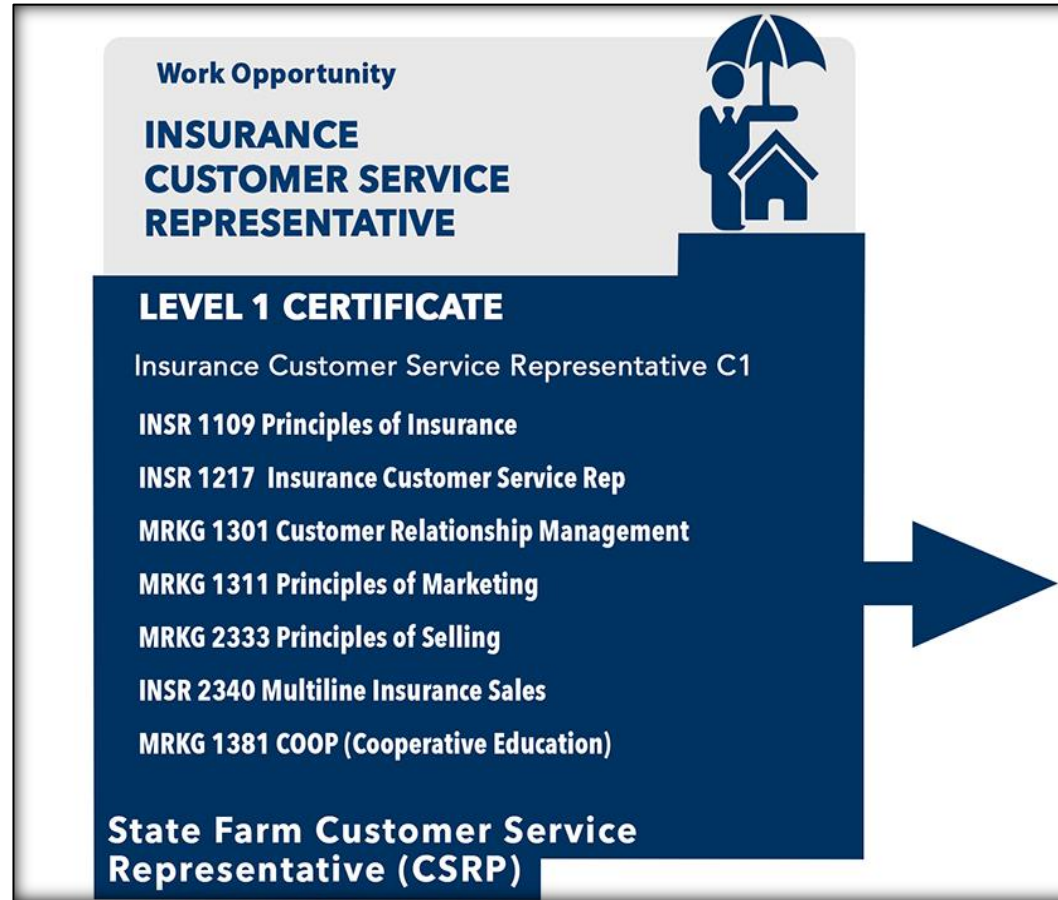 Work Opportunity
INSURANCE
CUSTOMER SERVICE
REPRESENTATIVE
LEVEL 1 CERTIFICATE
Insurance Customer Service Representative C1
INSR 1109 Principles of Insurance
INSR 1217 Insurance Customer Service Rep
MRKG 1301 Customer Relationship Management
MRKG 1311 Principles of Marketing
MRKG 2333 Principles of Selling
INSR 2340 Multiline Insurance Sales
MRKG 1381 COOP (Cooperative Education)
State Farm Customer Service
Representative (CSRP)